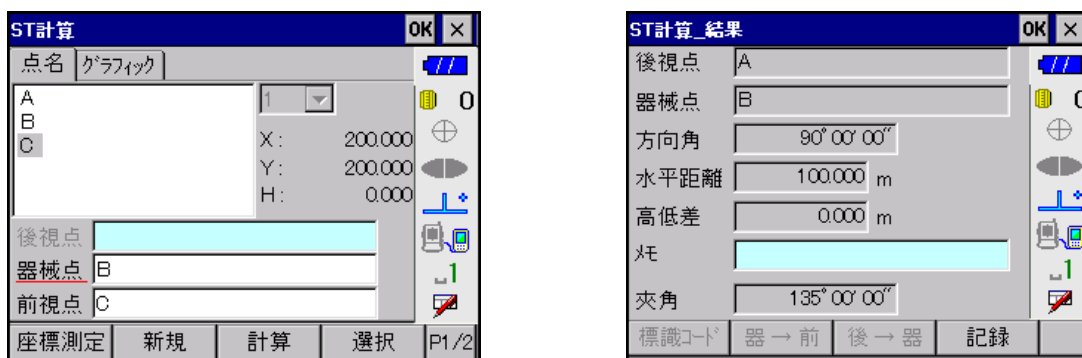 ST計算 OK ×
点名 グラフィック
A
B
C
1
X : 200.000
Y : 200.000
H : 0.000
0
後視点
器械点 B
前視点 C
1
座標測定 新規 計算 選択 P1/2
ST計算_結果 OK ×
後視点 A
器械点 B
0
方向角 90°00'00"
水平距離 100.000 m
高低差 0.000 m
メモ
1
夾角 135°00'00"
標識コード 器→前 後→器 記録